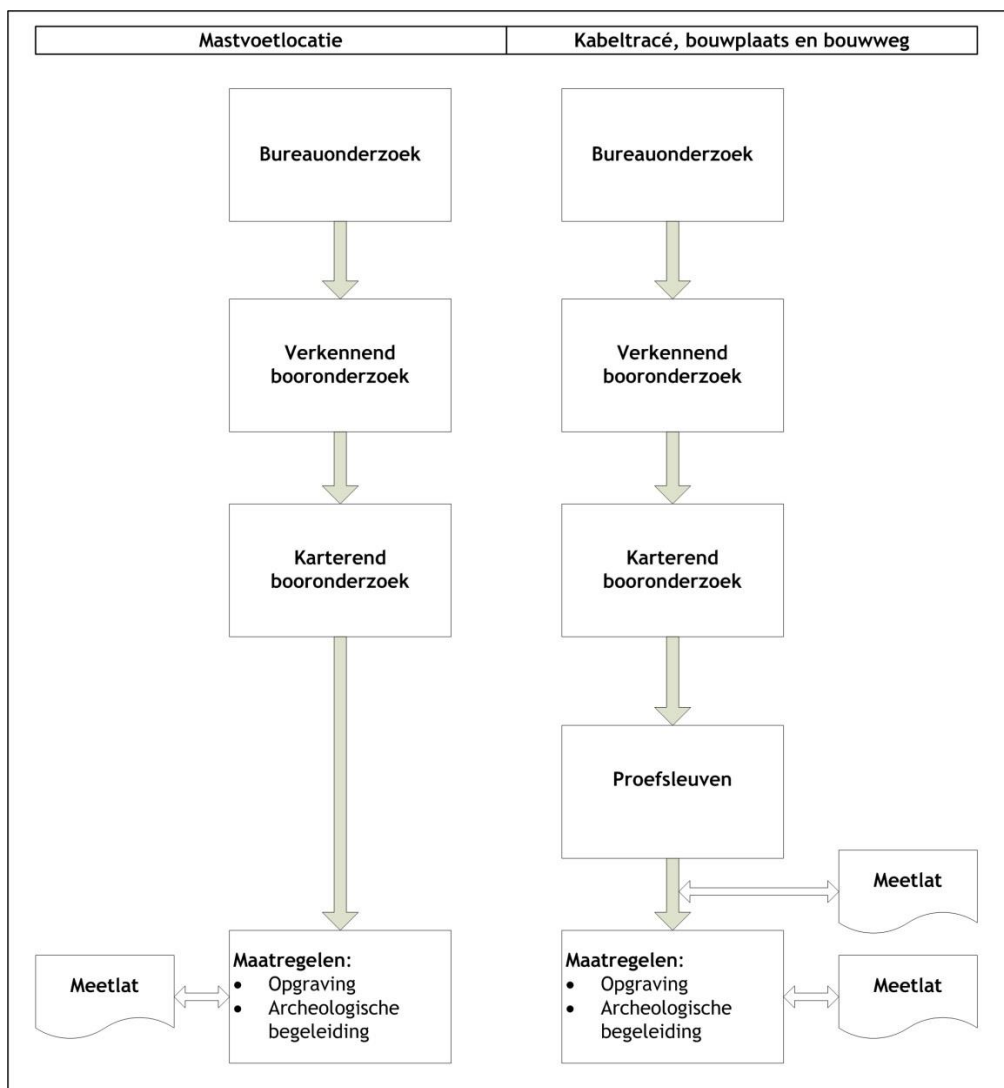 Mastvoetlocatie
Kabeltracé, bouwplaats en bouwweg
Bureauonderzoek
Verkennend
booronderzoek
Karterend
booronderzoek
Maatregelen:
• Opgraving
• Archeologische
begeleiding
Meetlat
Bureauonderzoek
Verkennend
booronderzoek
Karterend
booronderzoek
Proefsleuven
Meetlat
Maatregelen:
• Opgraving
• Archeologische
begeleiding
Meetlat